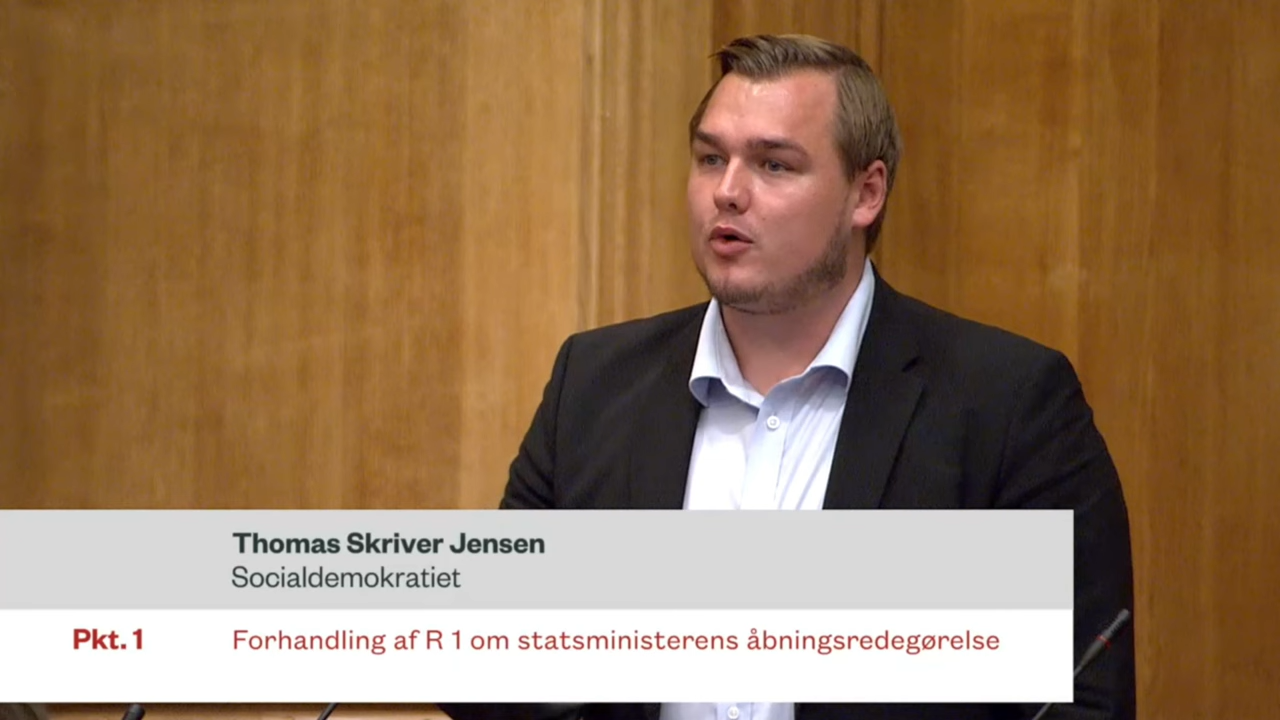 Thomas Skriver Jensen
Socialdemokratiet
Pkt. 1 Forhandling af R 1 om statsministerens åbningsredegørelse